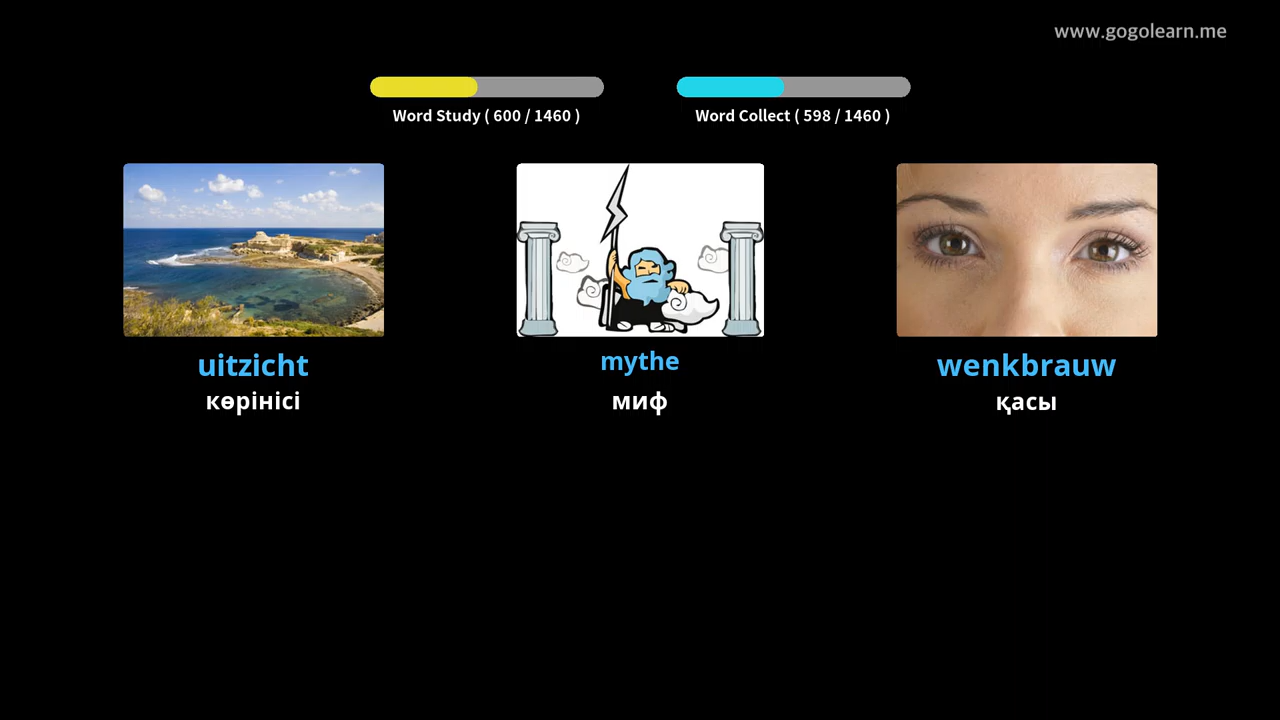 www.gogolearn.me
Word Study ( 600 / 1460 )
Word Collect ( 598 / 1460 )
uitzicht
mythe
wenkbrauw
көрінісі
миф
қасы